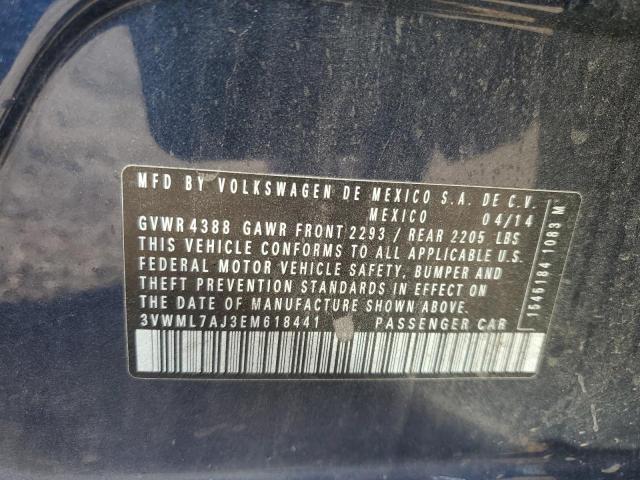 MFD BY VOLKSWAGEN DE MEXICO S.A. DE C.V.
MEXICO 04/14
GVWR 4388 GAWR FRONT 2293 / REAR 2205 LBS
THIS VEHICLE CONFORMS TO ALL APPLICABLE U.S.
FEDERAL MOTOR VEHICLE SAFETY, BUMPER AND
THEFT PREVENTION STANDARDS IN EFFECT ON
THE DATE OF MANUFACTURE SHOWN ABOVE.
3VWML7AJ3EM618441 PASSENGER CAR
1545184 1083 M